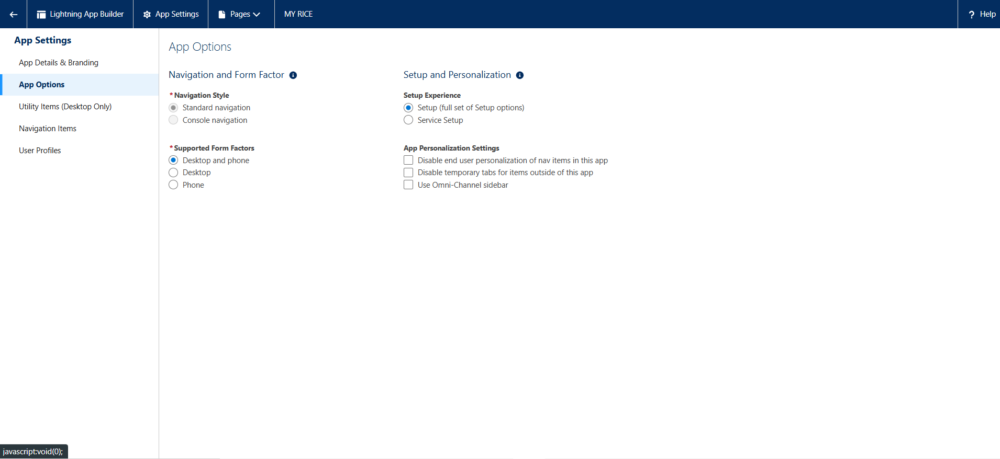 Lightning App Builder
App Settings
Pages
MY RICE
? Help
App Settings
App Details & Branding
App Options
Utility Items (Desktop Only)
Navigation Items
User Profiles
App Options
Navigation and Form Factor
*Navigation Style
Standard navigation
Console navigation
*Supported Form Factors
Desktop and phone
Desktop
Phone
Setup and Personalization
Setup Experience
Setup (full set of Setup options)
Service Setup
App Personalization Settings
Disable end user personalization of nav items in this app
Disable temporary tabs for items outside of this app
Use Omni-Channel sidebar
javascript:void(0);